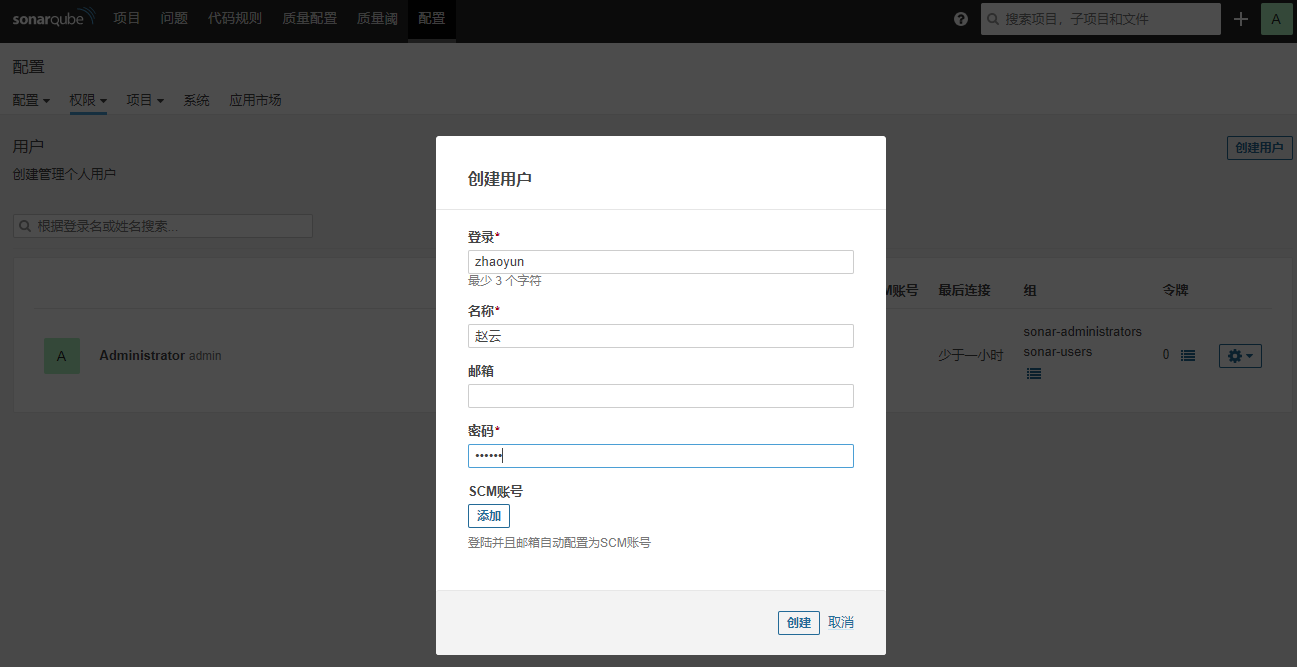 sonarqube 项目 问题 代码规则 质量配置 质量阈 配置 ? 搜索项目、子项目和文件 A
配置
配置 权限 项目 系统 应用市场
用户 创建用户
创建管理个人用户
根据登录名或姓名搜索...
M账号 最后连接 组 令牌
A Administrator admin 少于一小时 sonar-administrators 0
sonar-users
创建用户
登录*
zhaoyun
最少 3 个字符
名称*
赵云
邮箱
密码*
••••••
SCM账号
添加
登陆并且邮箱自动配置为SCM账号
创建 取消